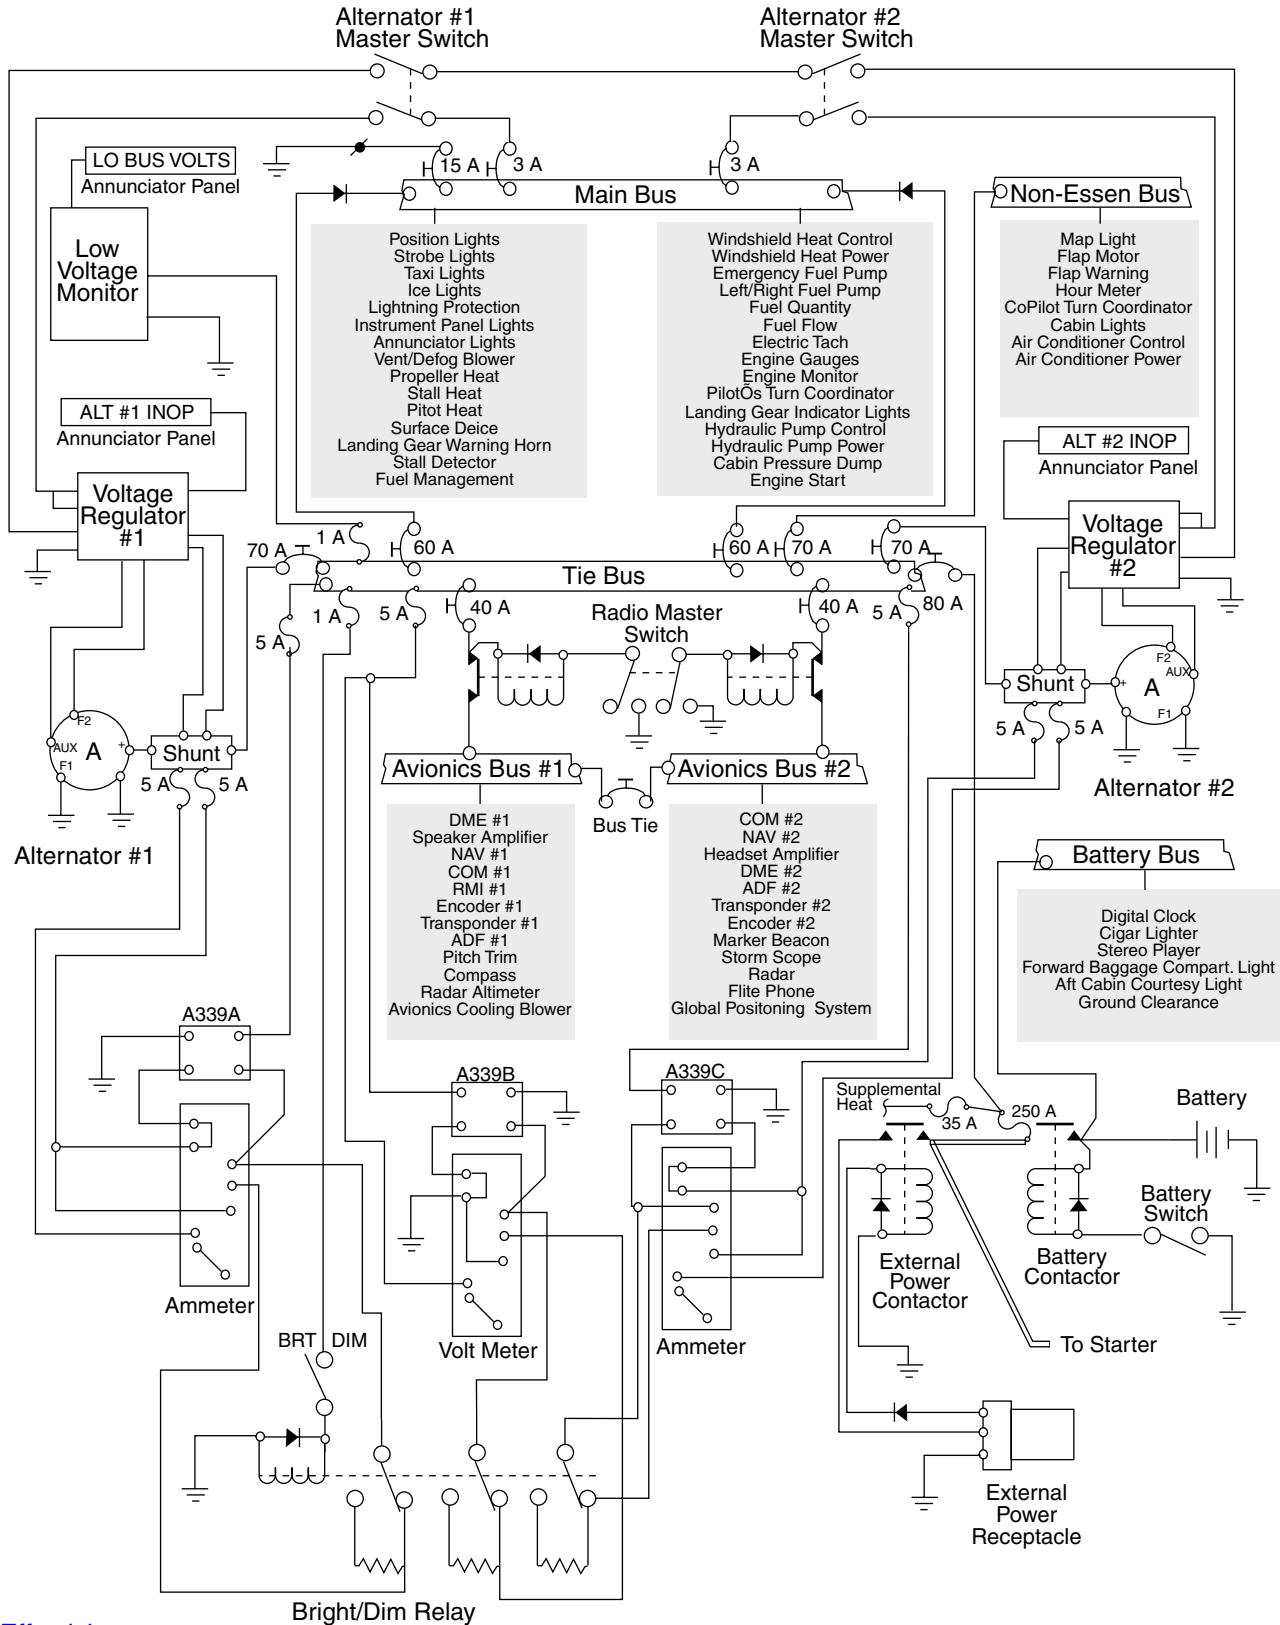 Alternator #1
Master Switch
Alternator #2
Master Switch
LO BUS VOLTS
Annunciator Panel
15 A
3 A
3 A
Main Bus
Non-Essen Bus
Low
Voltage
Monitor
Position Lights
Strobe Lights
Taxi Lights
Ice Lights
Lightning Protection
Instrument Panel Lights
Annunciator Lights
Vent/Defog Blower
Propeller Heat
Stall Heat
Pitot Heat
Surface Deice
Landing Gear Warning Horn
Stall Detector
Fuel Management
Windshield Heat Control
Windshield Heat Power
Emergency Fuel Pump
Left/Right Fuel Pump
Fuel Quantity
Fuel Flow
Electric Tach
Engine Gauges
Engine Monitor
PilotÕs Turn Coordinator
Landing Gear Indicator Lights
Hydraulic Pump Control
Hydraulic Pump Power
Cabin Pressure Dump
Engine Start
Map Light
Flap Motor
Flap Warning
Hour Meter
CoPilot Turn Coordinator
Cabin Lights
Air Conditioner Control
Air Conditioner Power
ALT #1 INOP
Annunciator Panel
ALT #2 INOP
Annunciator Panel
Voltage
Regulator
#1
Voltage
Regulator
#2
70 A
1 A
60 A
60 A
70 A
70 A
Tie Bus
80 A
5 A
1 A
5 A
40 A
Radio Master
Switch
40 A
5 A
F2
AUX
A
+
F1
Shunt
5 A
5 A
Alternator #1
Shunt
+
A
F2
AUX
F1
5 A
5 A
Alternator #2
Avionics Bus #1
Avionics Bus #2
Bus Tie
DME #1
Speaker Amplifier
NAV #1
COM #1
RMI #1
Encoder #1
Transponder #1
ADF #1
Pitch Trim
Compass
Radar Altimeter
Avionics Cooling Blower
COM #2
NAV #2
Headset Amplifier
DME #2
ADF #2
Transponder #2
Encoder #2
Marker Beacon
Storm Scope
Radar
Flite Phone
Global Positoning System
Battery Bus
Digital Clock
Cigar Lighter
Stereo Player
Forward Baggage Compart. Light
Aft Cabin Courtesy Light
Ground Clearance
A339A
A339B
A339C
Supplemental
Heat
35 A
250 A
Battery
Battery
Switch
External
Power
Contactor
Battery
Contactor
Ammeter
Volt Meter
Ammeter
To Starter
BRT
DIM
External
Power
Receptacle
Bright/Dim Relay